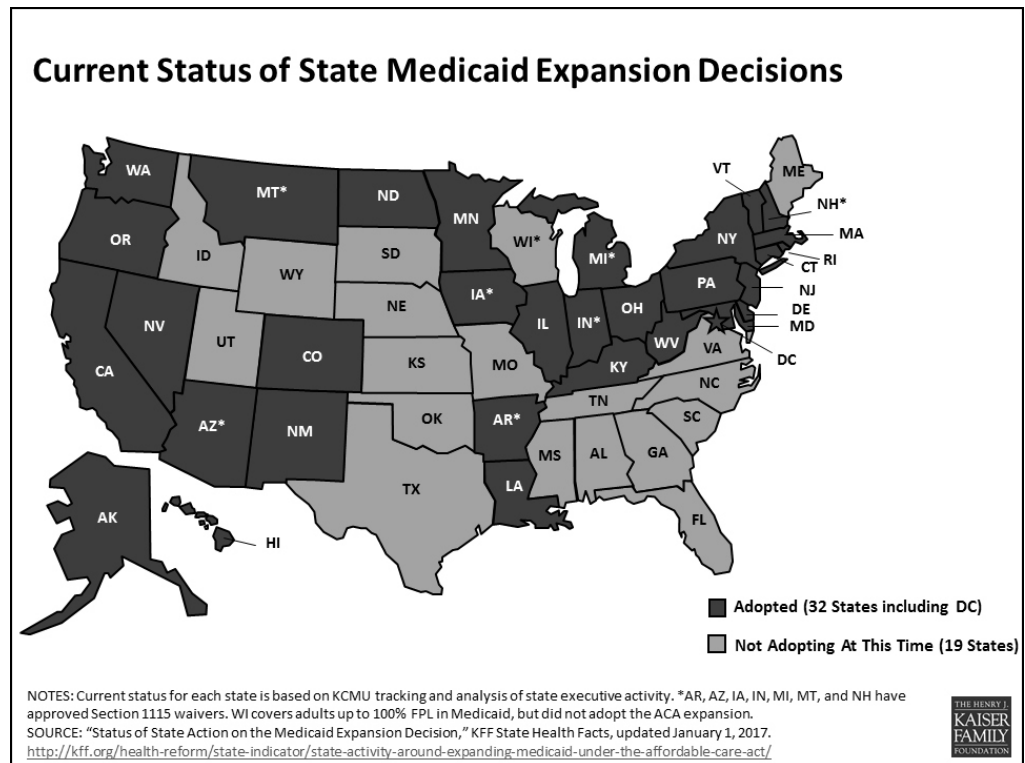 Current Status of State Medicaid Expansion Decisions
WA
MT*
ND
MN
VT
ME
NH*
OR
ID
SD
WI*
MI*
NY
MA
WY
RI
CT
NV
NE
IA*
PA
NJ
UT
CO
IL
IN*
OH
DE
MD
CA
KS
MO
KY
WV
VA
DC
AZ*
NM
OK
AR*
TN
NC
SC
MS
AL
GA
TX
LA
AK
HI
FL
Adopted (32 States including DC)
Not Adopting At This Time (19 States)
NOTES: Current status for each state is based on KCMU tracking and analysis of state executive activity. *AR, AZ, IA, IN, MI, MT, and NH have
approved Section 1115 waivers. WI covers adults up to 100% FPL in Medicaid, but did not adopt the ACA expansion.
SOURCE: “Status of State Action on the Medicaid Expansion Decision,” KFF State Health Facts, updated January 1, 2017.
http://kff.org/health-reform/state-indicator/state-activity-around-expanding-medicaid-under-the-affordable-care-act/
THE HENRY J.
KAISER
FAMILY
FOUNDATION